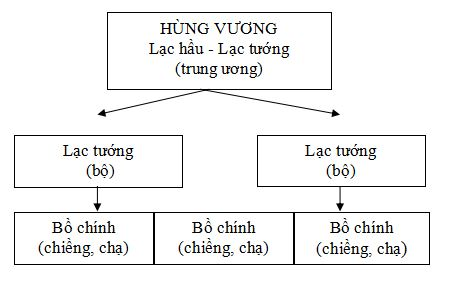 HÙNG VƯƠNG
Lạc hầu - Lạc tướng
(trung ương)
Lạc tướng
(bộ)
Lạc tướng
(bộ)
Bồ chính
(chiềng, chạ)
Bồ chính
(chiềng, chạ)
Bồ chính
(chiềng, chạ)